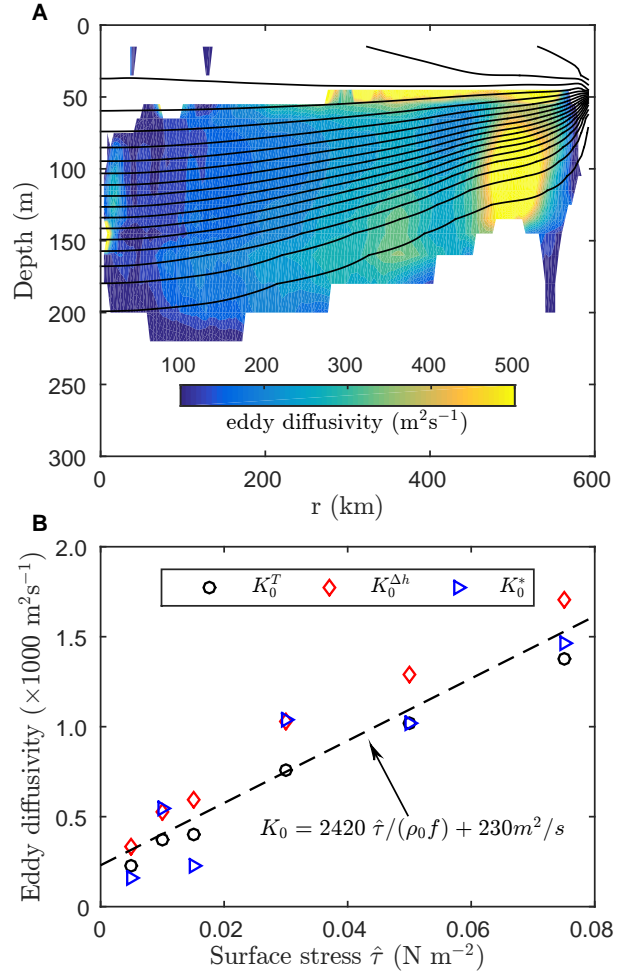 A
0
50
100
150
200
250
300
Depth (m)
100 200 300 400 500
eddy diffusivity (m²s⁻¹)
0 200 400 600
r (km)
B
2.0
1.5
1.0
0.5
0
Eddy diffusivity (×1000 m²s⁻¹)
K₀ᵀ K₀^Δh K₀*
K₀ = 2420 τ̂/(ρ₀f) + 230m²/s
0 0.02 0.04 0.06 0.08
Surface stress τ̂ (N m⁻²)